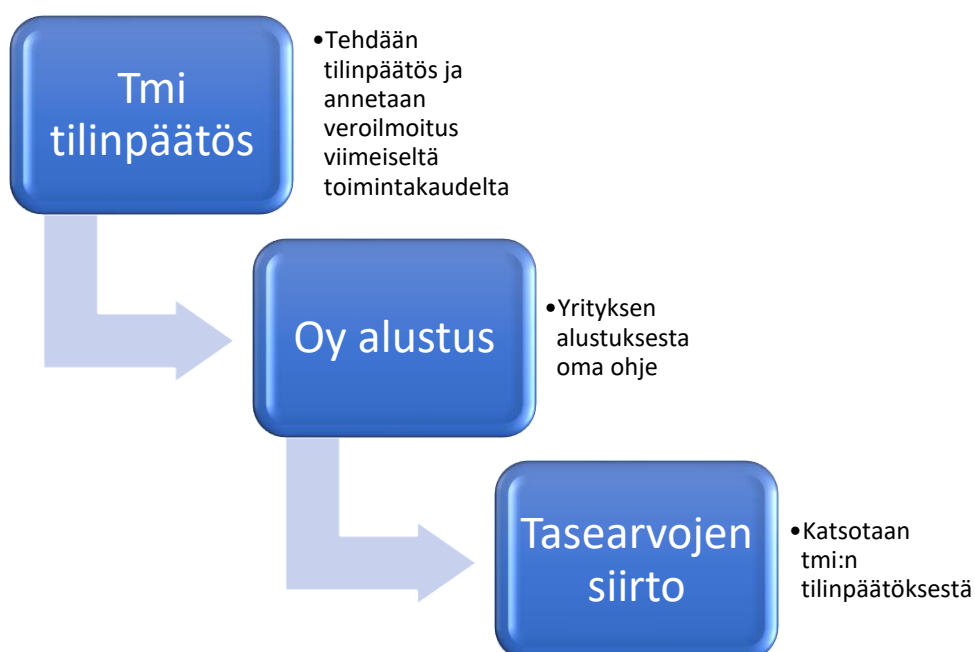 Tmi
tilinpäätös
•Tehdään
tilinpäätös ja
annetaan
veroilmoitus
viimeiseltä
toimintakaudelta
Oy alustus
•Yrityksen
alustuksesta
oma ohje
Tasearvojen
siirto
•Katsotaan
tmi:n
tilinpäätöksestä